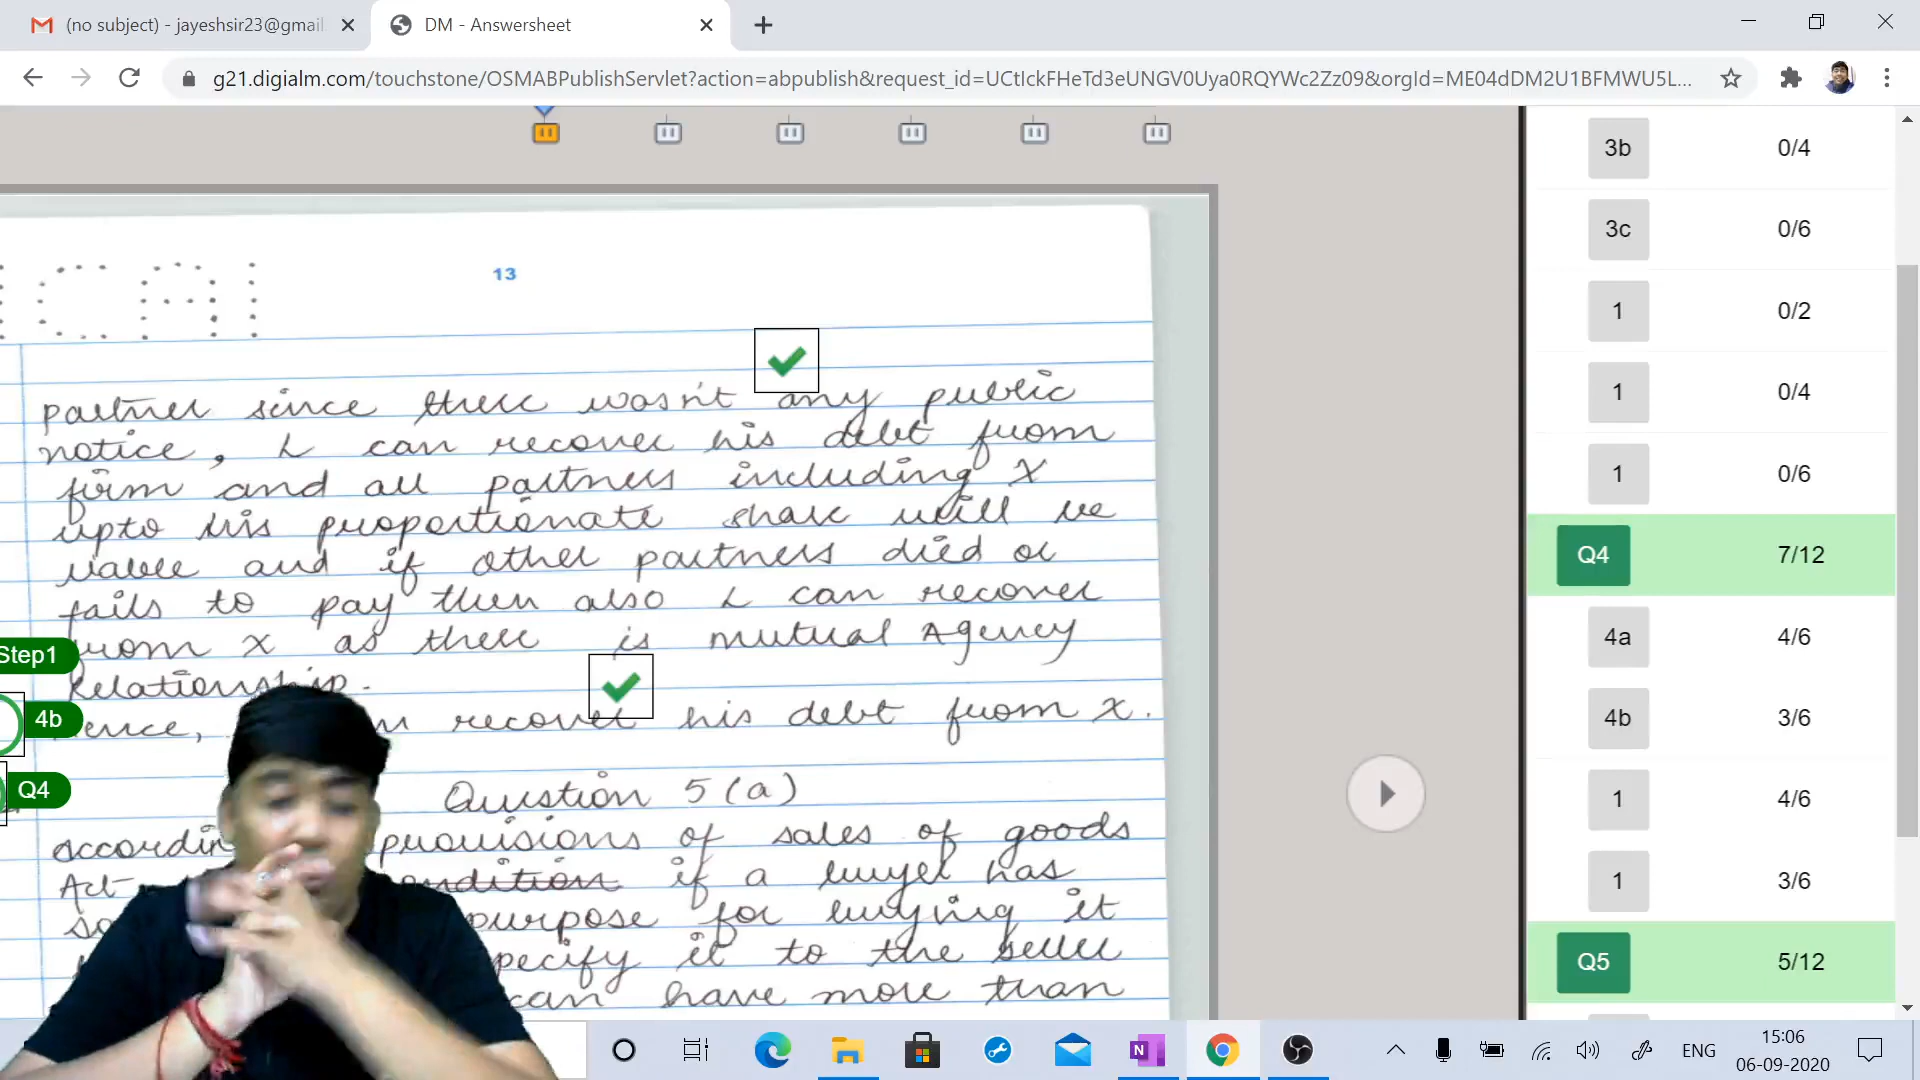 (no subject) - jayeshsir23@gmail
DM - Answersheet
g21.digialm.com/touchstone/OSMABPublishServlet?action=abpublish&request_id=UCtIckFHeTd3eUNGV0Uya0RQYWc2Zz09&orgId=ME04dDM2U1BFMWU5L...
ICAI
13
partner since there wasn't any public
notice, L can recover his debt from
firm and all partners including X
upto his proportionate share will be
liable and if other partners died or
fails to pay then also L can recover
from X as there is mutual Agency
Relationship.
Hence, recover his debt from X.
Question 5(a)
according provisions of sales of goods
Act condition if a buyer has
purpose for buying it
specify it to the seller
can have more than
Step1
4b
Q4
3b 0/4
3c 0/6
1 0/2
1 0/4
1 0/6
Q4 7/12
4a 4/6
4b 3/6
1 4/6
1 3/6
Q5 5/12
ENG
15:06
06-09-2020